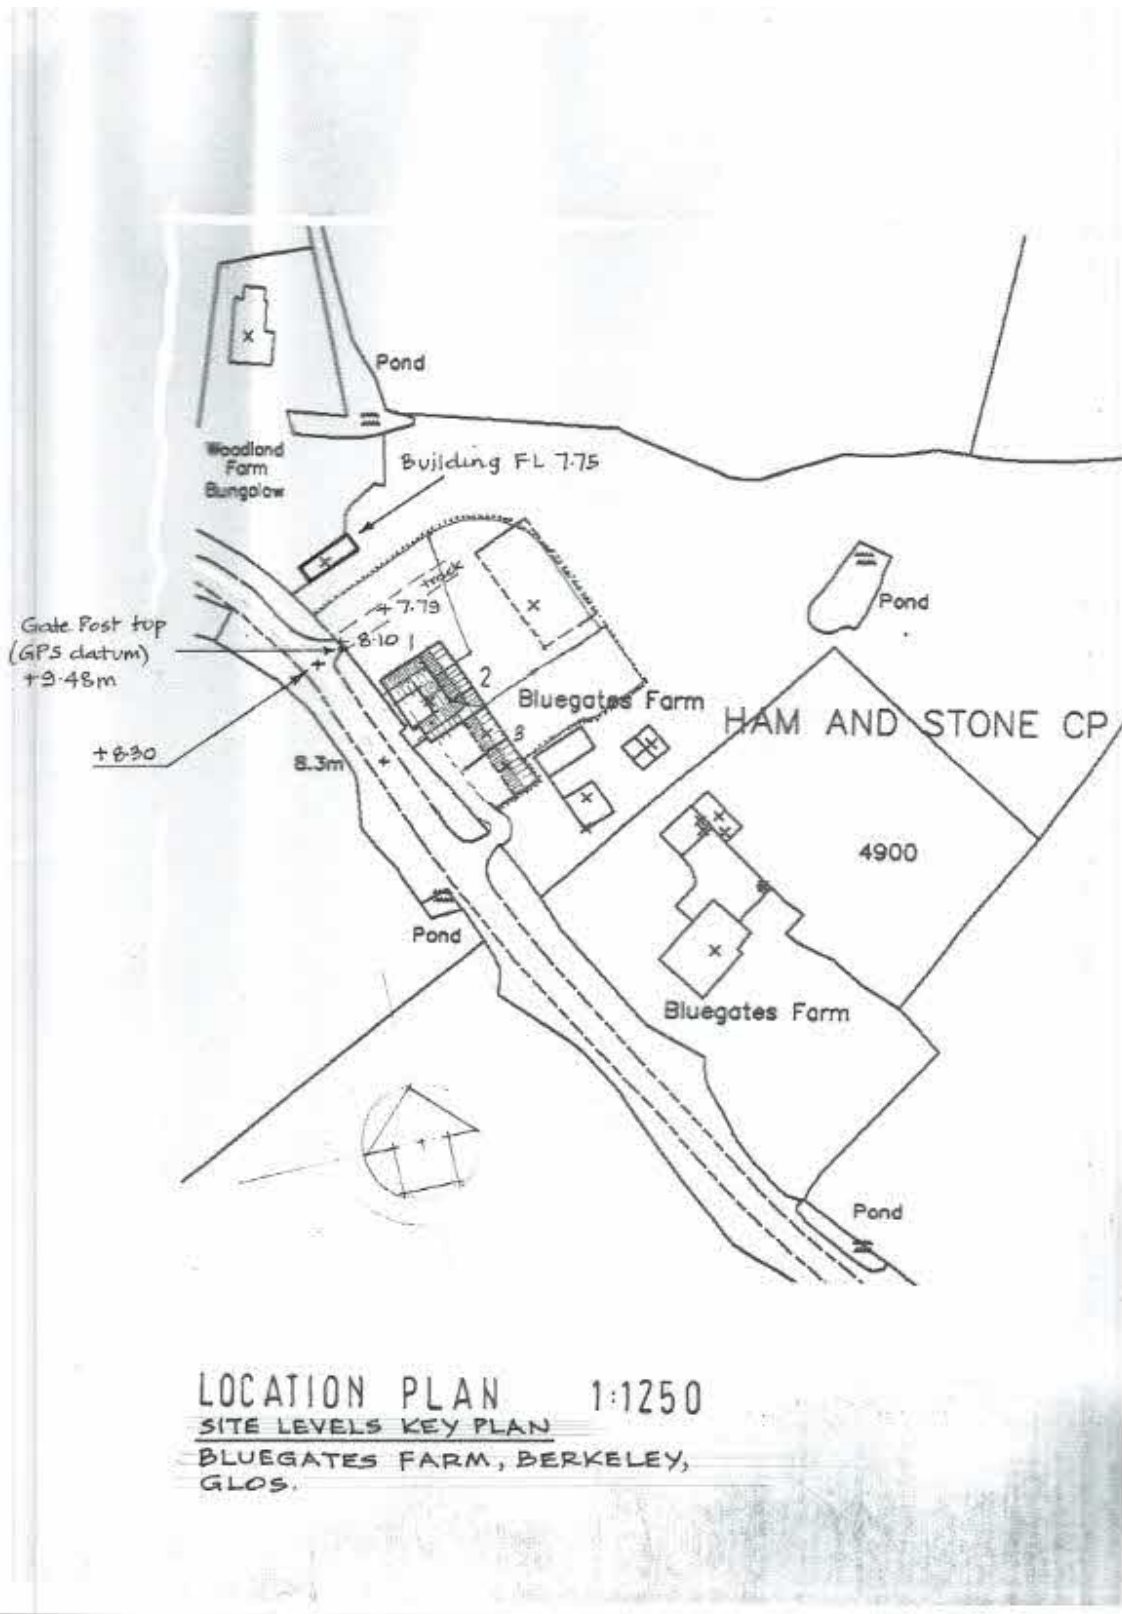 Pond
Woodland
Farm
Bungalow
Building FL 7.75
track
+ 7.79
Pond
Gate Post top
(GPS datum)
+9.48m
8.10
1
2
Bluegates Farm
HAM AND STONE CP
3
+8.30
8.3m
4900
Pond
Bluegates Farm
Pond
LOCATION PLAN 1:1250
SITE LEVELS KEY PLAN
BLUEGATES FARM, BERKELEY,
GLOS.